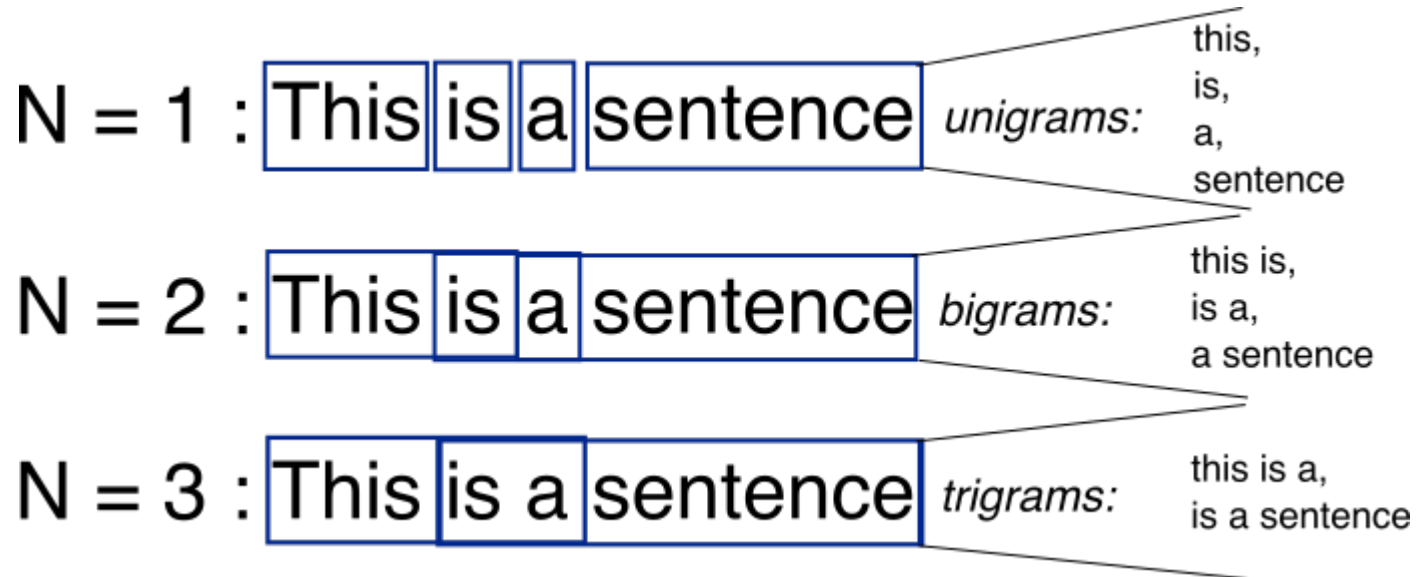 N = 1 : This is a sentence unigrams:
this,
is,
a,
sentence
N = 2 : This is a sentence bigrams:
this is,
is a,
a sentence
N = 3 : This is a sentence trigrams:
this is a,
is a sentence